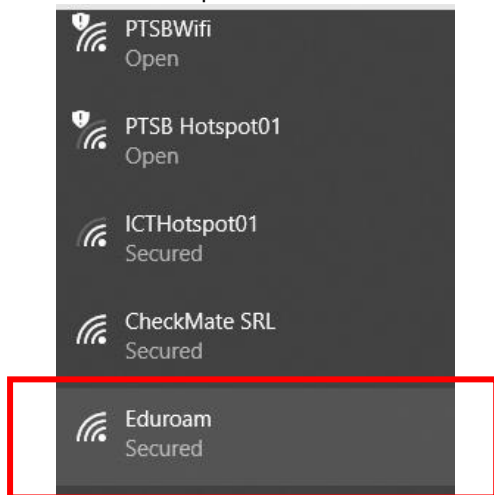 PTSBWifi
Open
PTSB Hotspot01
Open
ICTHotspot01
Secured
CheckMate SRL
Secured
Eduroam
Secured